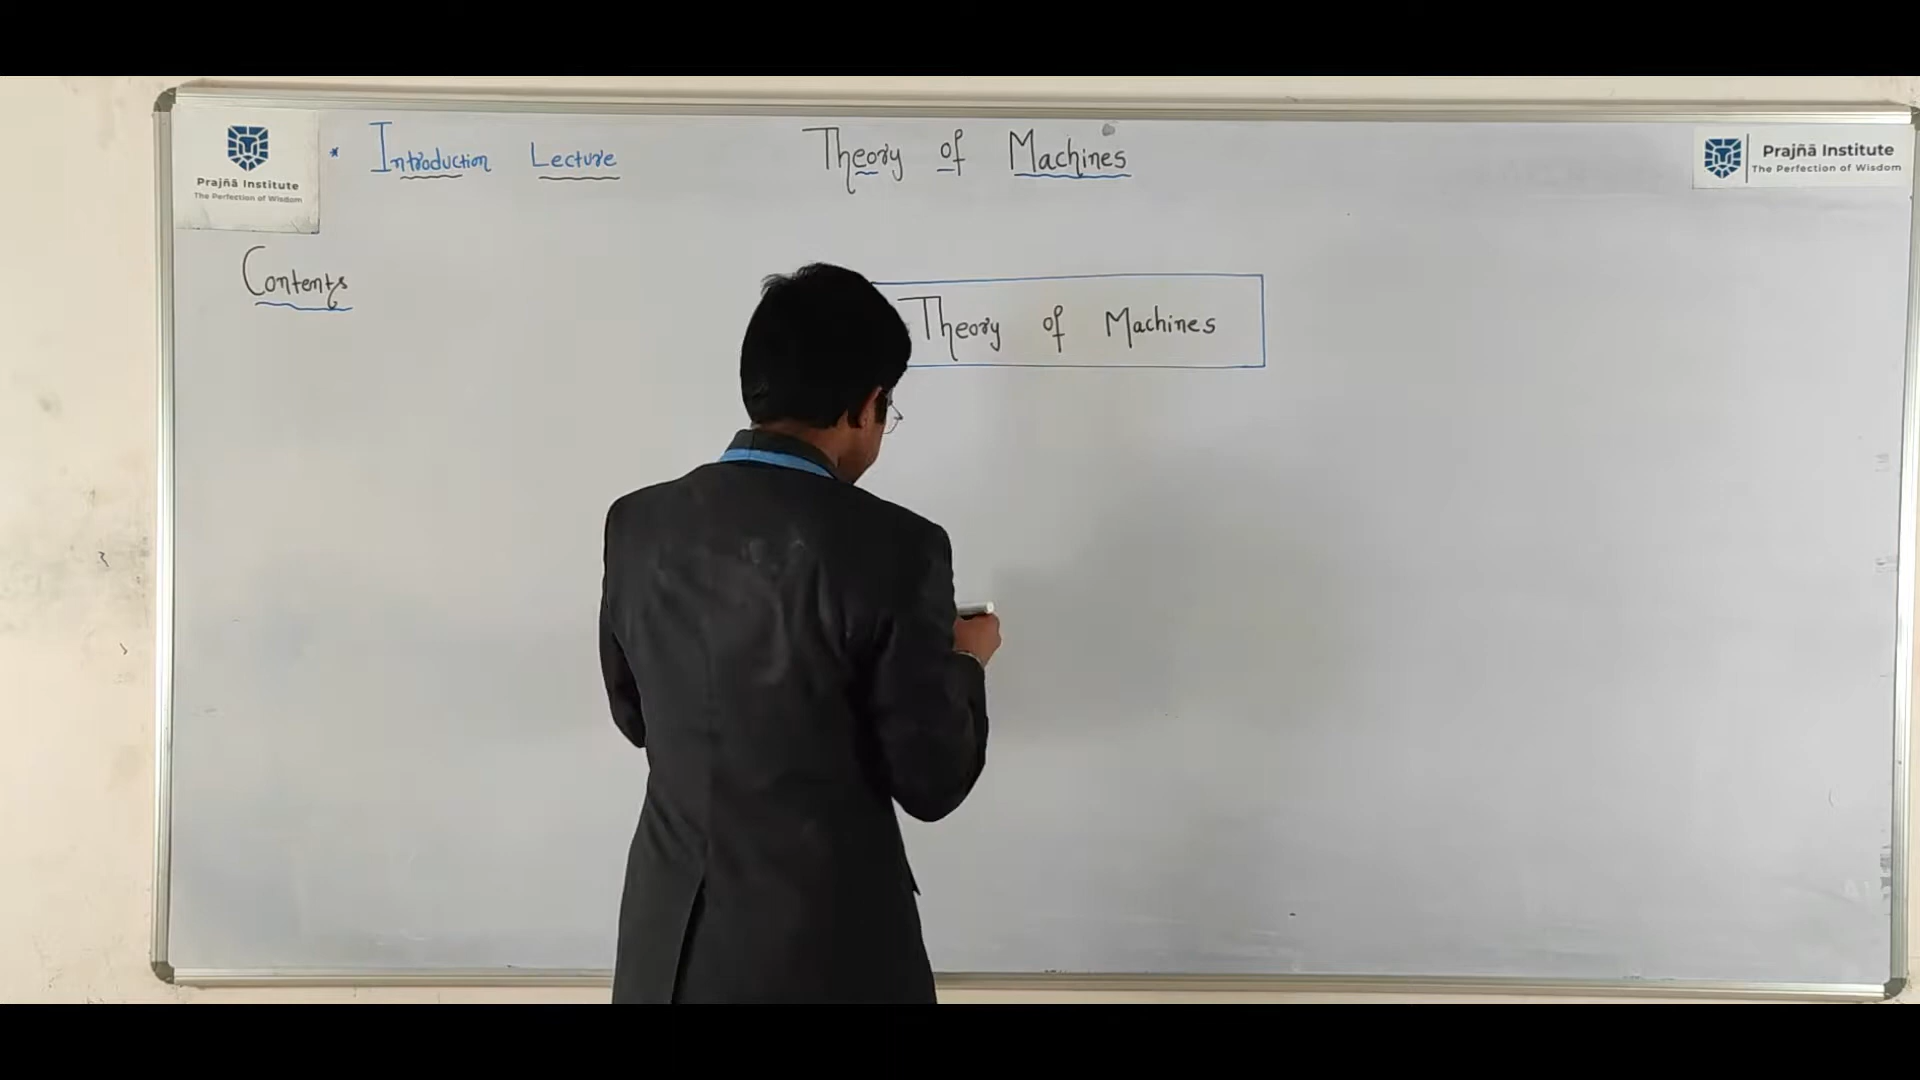 Prajñā Institute
The Perfection of Wisdom
* Introduction Lecture
Theory of Machines
Prajñā Institute
The Perfection of Wisdom
Contents
Theory of Machines